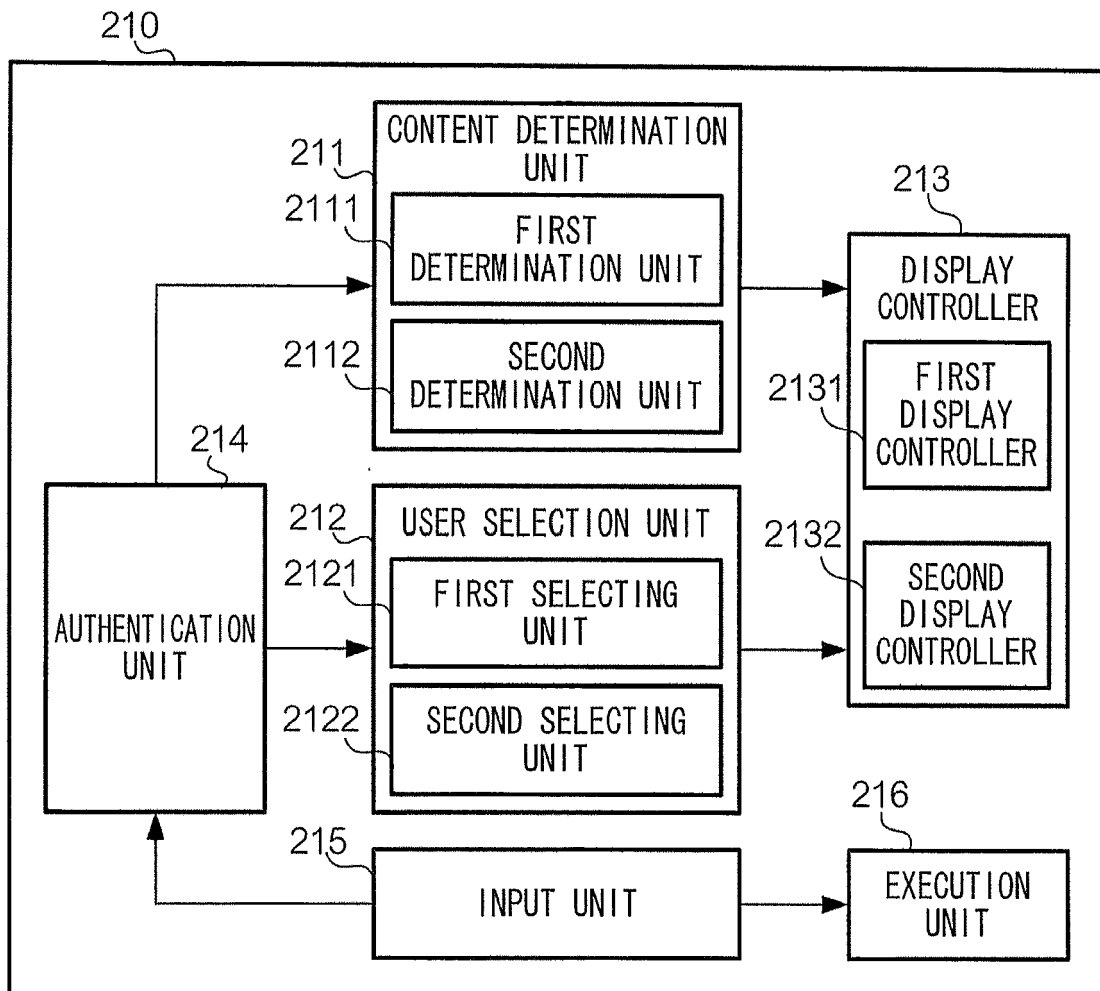 210
211
CONTENT DETERMINATION
UNIT
2111
FIRST
DETERMINATION UNIT
2112
SECOND
DETERMINATION UNIT
213
DISPLAY
CONTROLLER
2131
FIRST
DISPLAY
CONTROLLER
2132
SECOND
DISPLAY
CONTROLLER
214
AUTHENTICATION
UNIT
212
USER SELECTION UNIT
2121
FIRST SELECTING
UNIT
2122
SECOND SELECTING
UNIT
215
INPUT UNIT
216
EXECUTION
UNIT